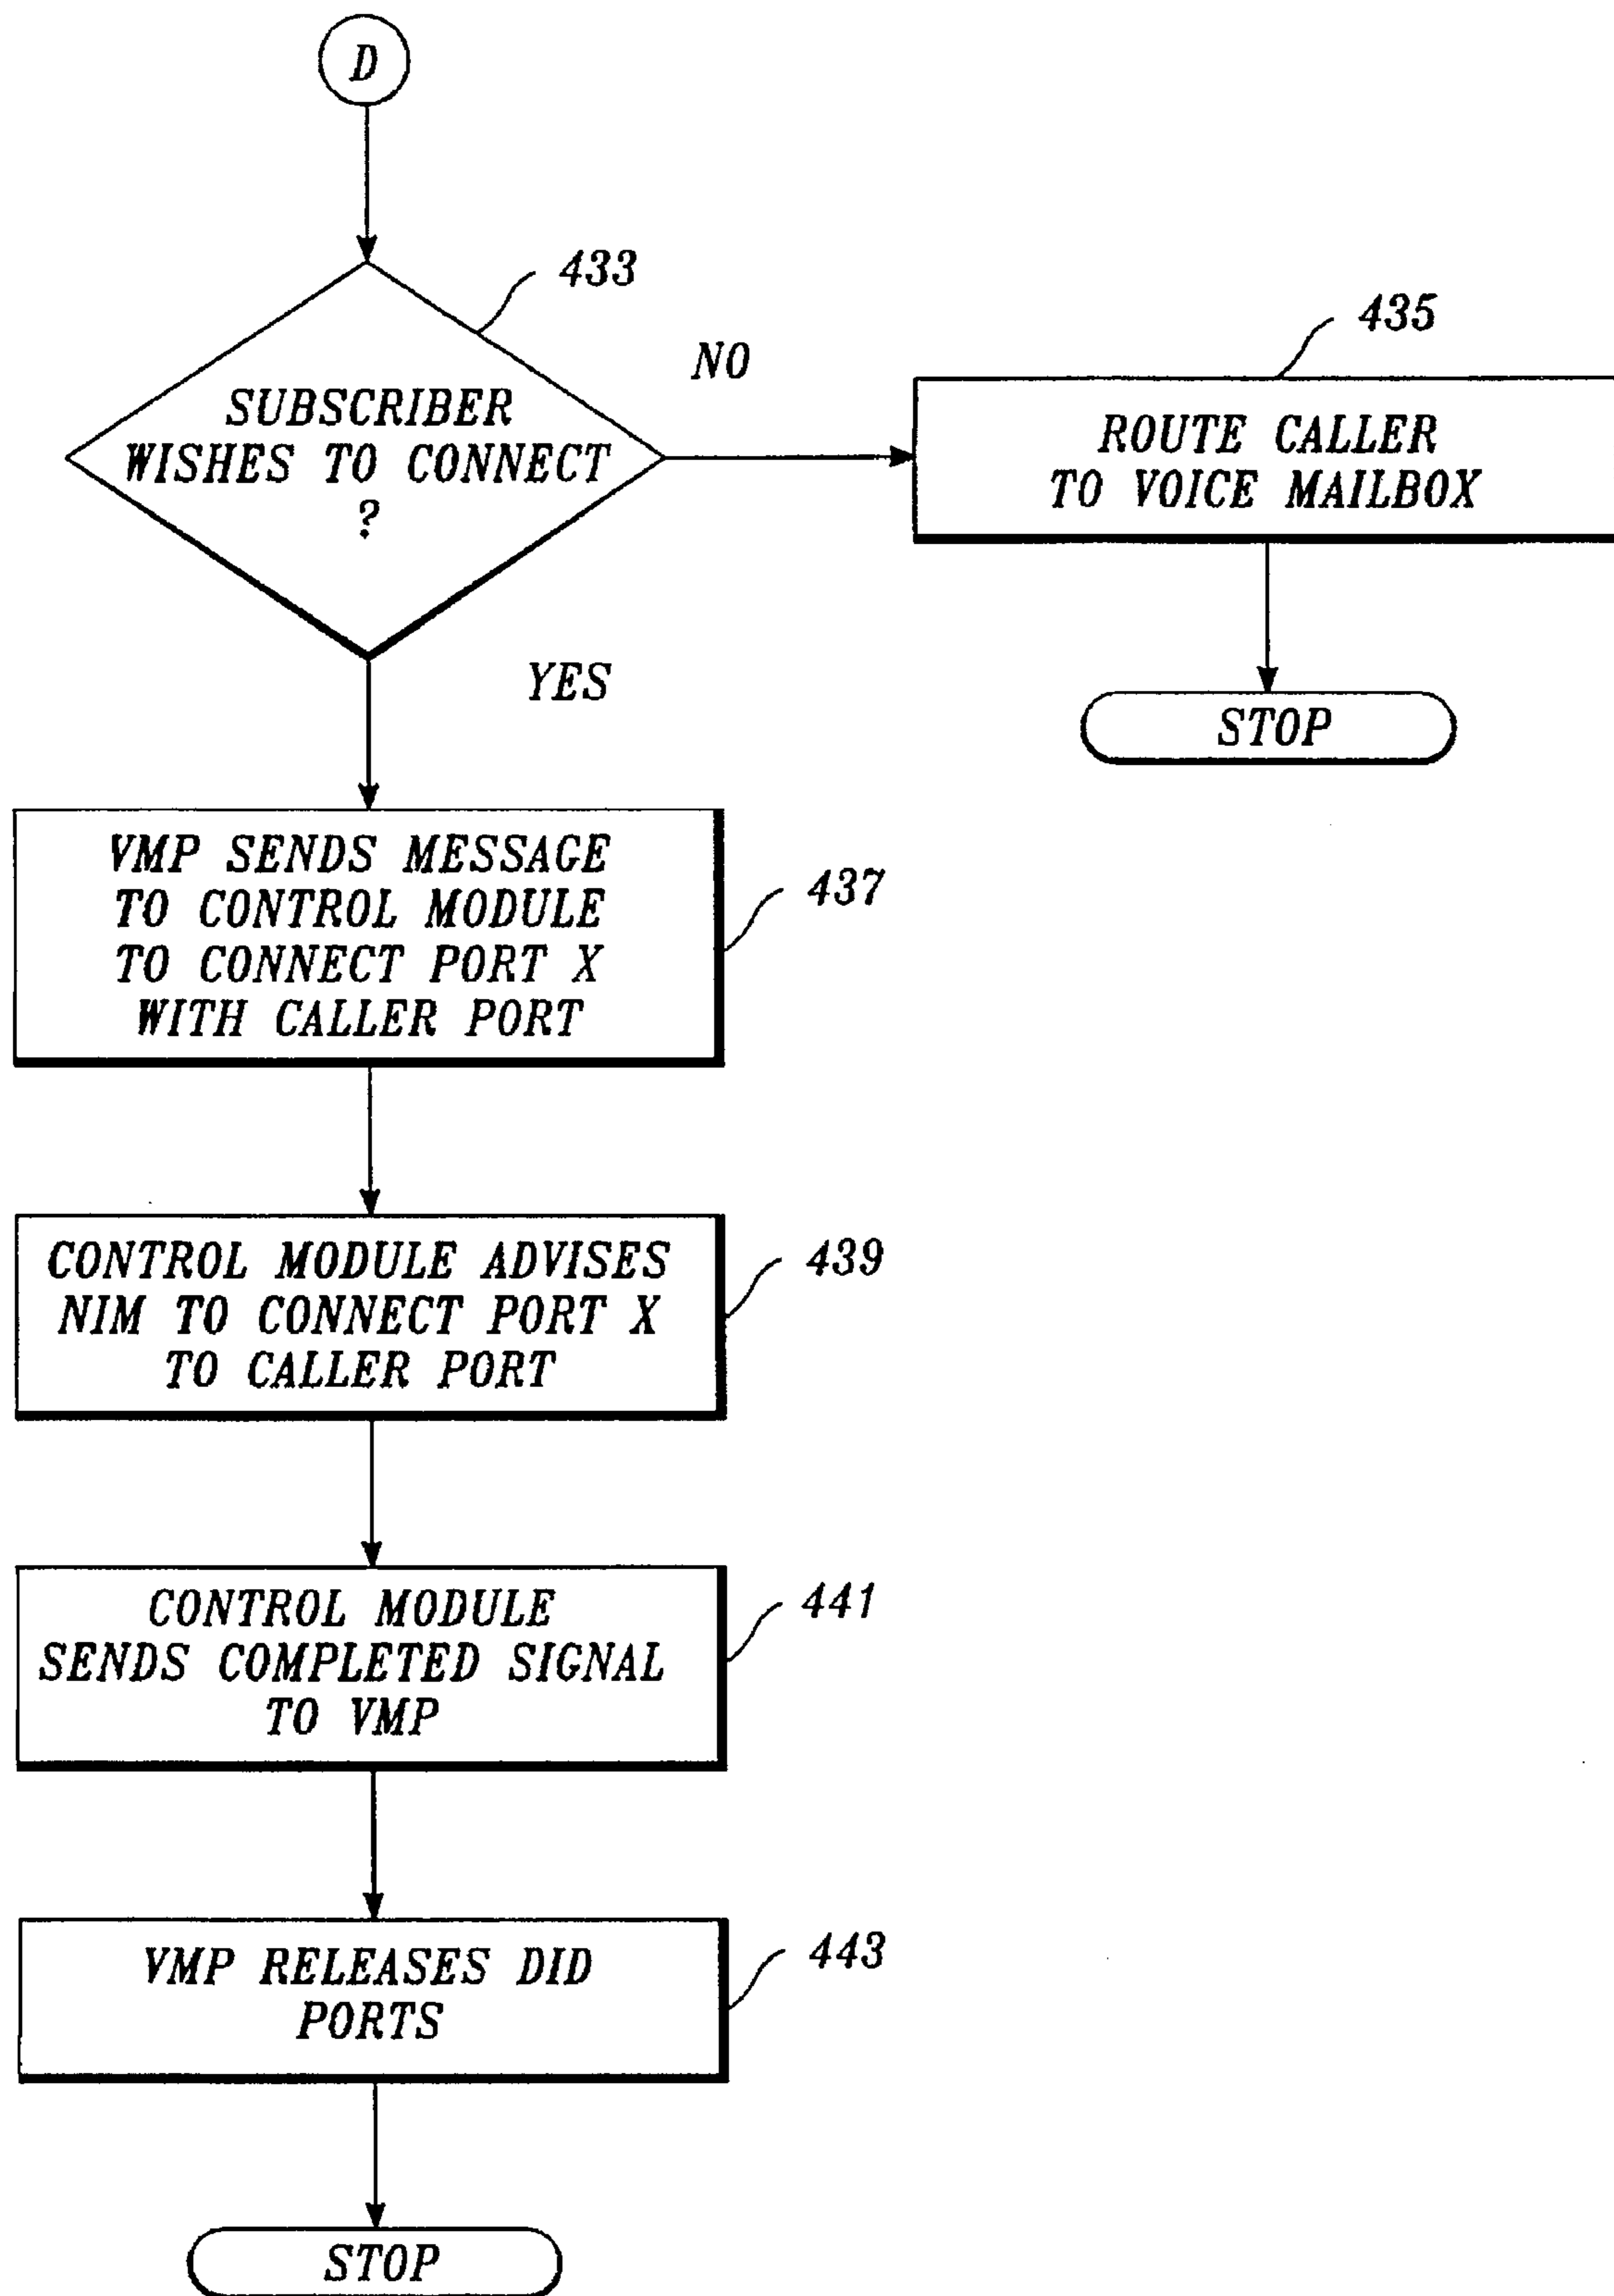 D
433
SUBSCRIBER
WISHES TO CONNECT
?
NO
435
ROUTE CALLER
TO VOICE MAILBOX
STOP
YES
VMP SENDS MESSAGE
TO CONTROL MODULE
TO CONNECT PORT X
WITH CALLER PORT
437
CONTROL MODULE ADVISES
NIM TO CONNECT PORT X
TO CALLER PORT
439
CONTROL MODULE
SENDS COMPLETED SIGNAL
TO VMP
441
VMP RELEASES DID
PORTS
443
STOP